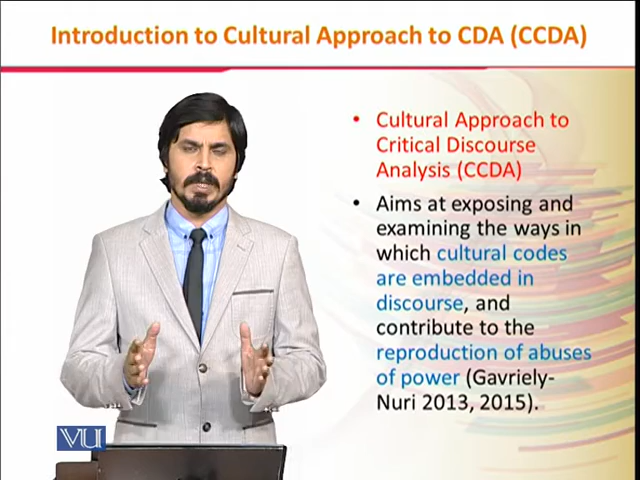 Introduction to Cultural Approach to CDA (CCDA)
• Cultural Approach to
Critical Discourse
Analysis (CCDA)
• Aims at exposing and
examining the ways in
which cultural codes
are embedded in
discourse, and
contribute to the
reproduction of abuses
of power (Gavriely-
Nuri 2013, 2015).
VU